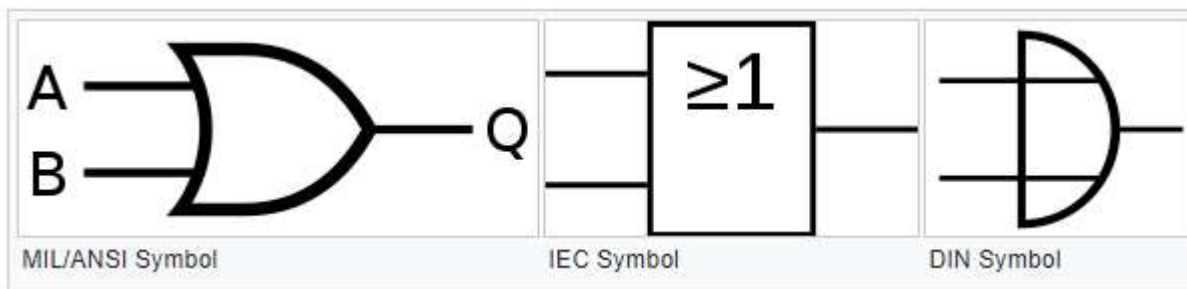 A
B
Q
≥1
MIL/ANSI Symbol
IEC Symbol
DIN Symbol